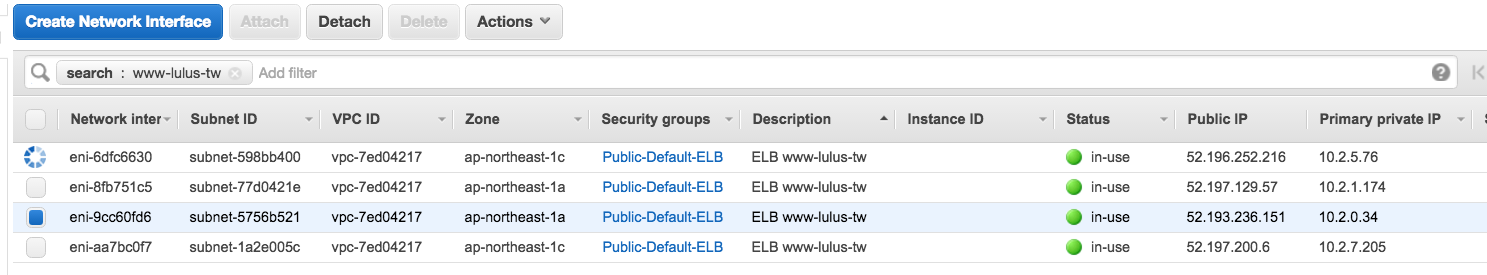 Create Network Interface Attach Detach Delete Actions
search : www-lulus-tw Add filter
Network inter Subnet ID VPC ID Zone Security groups Description Instance ID Status Public IP Primary private IP S
eni-6dfc6630 subnet-598bb400 vpc-7ed04217 ap-northeast-1c Public-Default-ELB ELB www-lulus-tw in-use 52.196.252.216 10.2.5.76
eni-8fb751c5 subnet-77d0421e vpc-7ed04217 ap-northeast-1a Public-Default-ELB ELB www-lulus-tw in-use 52.197.129.57 10.2.1.174
eni-9cc60fd6 subnet-5756b521 vpc-7ed04217 ap-northeast-1a Public-Default-ELB ELB www-lulus-tw in-use 52.193.236.151 10.2.0.34
eni-aa7bc0f7 subnet-1a2e005c vpc-7ed04217 ap-northeast-1c Public-Default-ELB ELB www-lulus-tw in-use 52.197.200.6 10.2.7.205